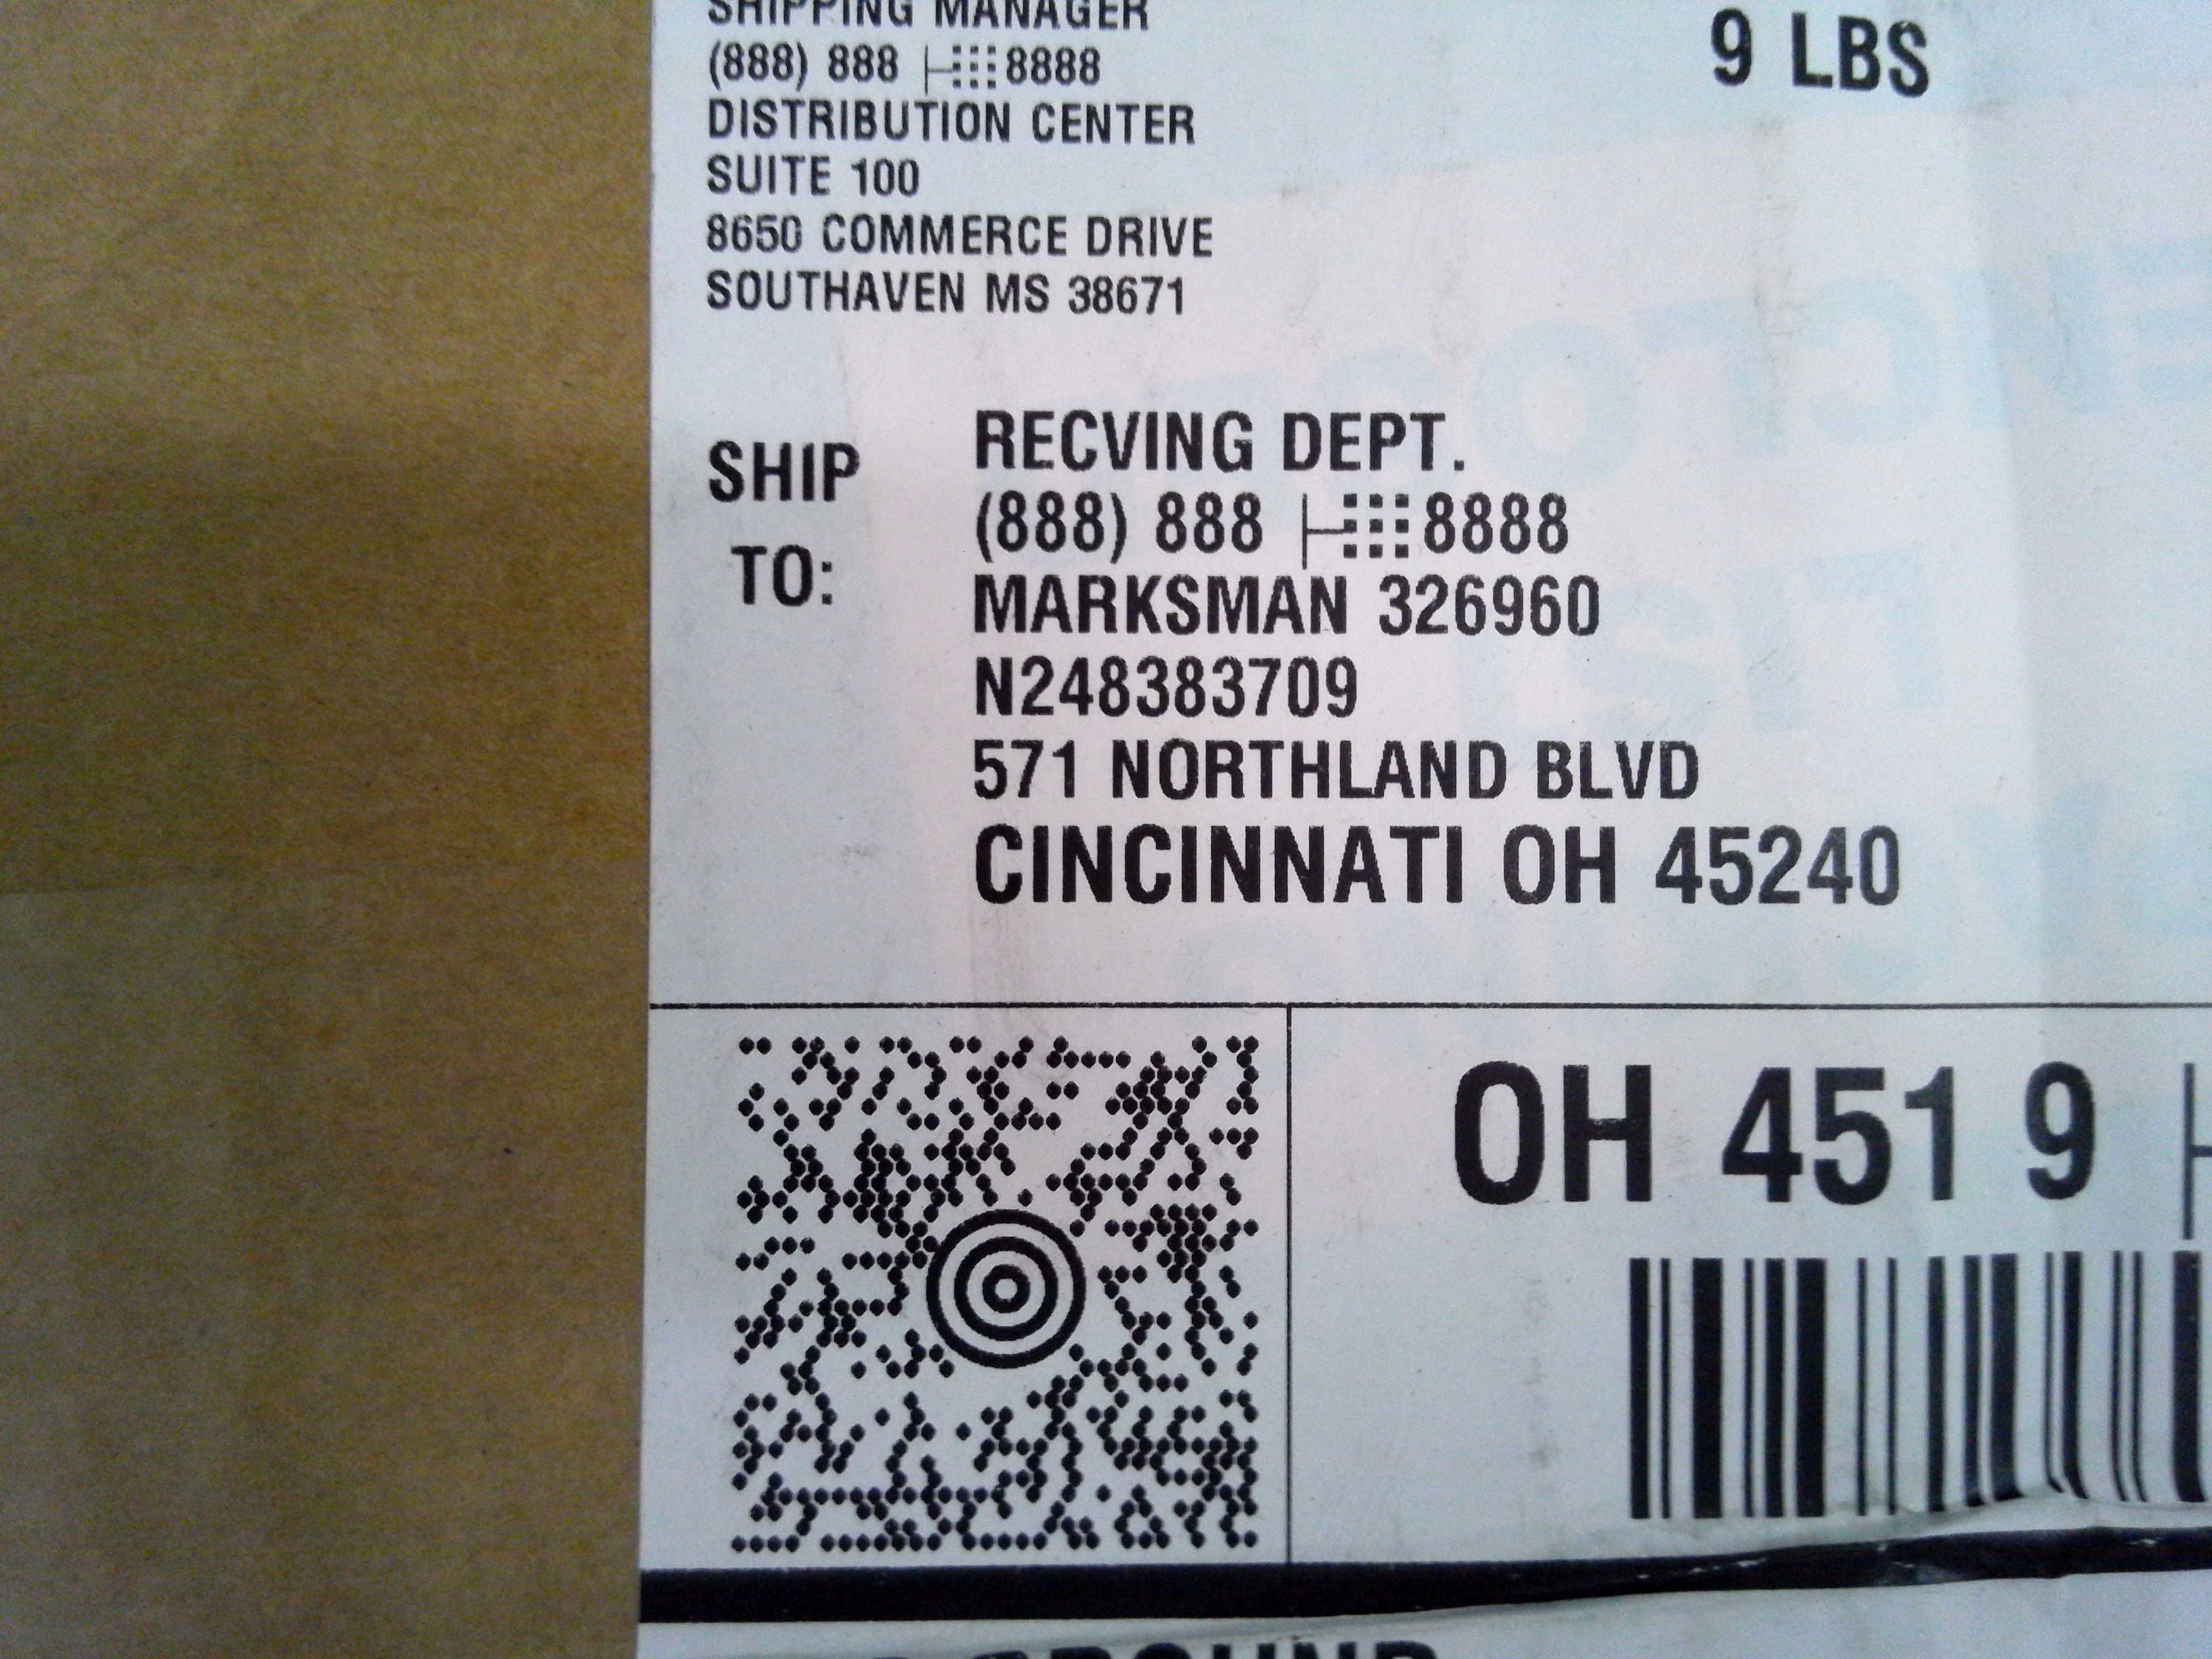 SHIPPING MANAGER
(888) 888 8888
9 LBS
DISTRIBUTION CENTER
SUITE 100
8650 COMMERCE DRIVE
SOUTHAVEN MS 38671
SHIP
TO:
RECVING DEPT.
(888) 888 8888
MARKSMAN 326960
N248383709
571 NORTHLAND BLVD
CINCINNATI OH 45240
OH 451 9